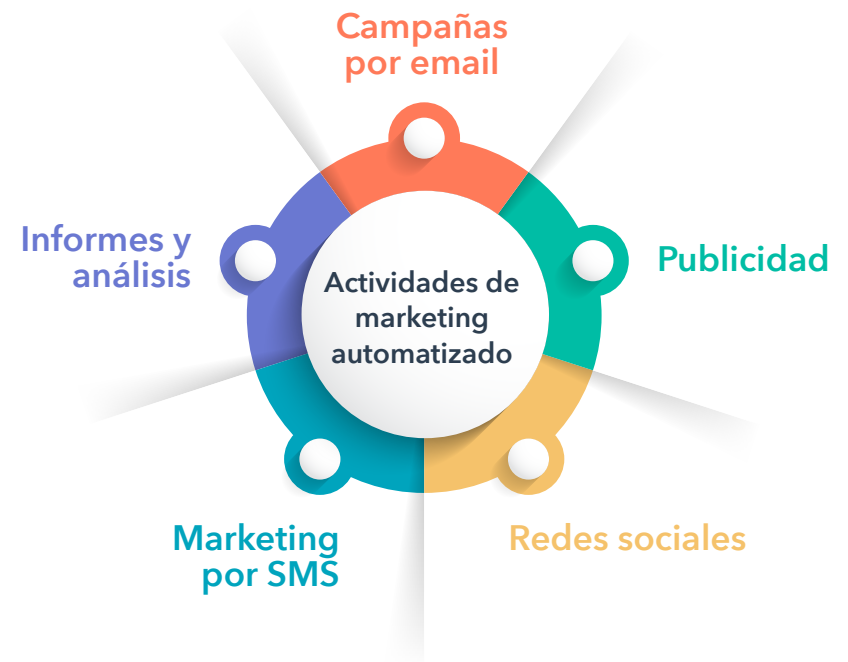 Campañas
por email
Informes y
análisis
Publicidad
Actividades de
marketing
automatizado
Marketing
por SMS
Redes sociales